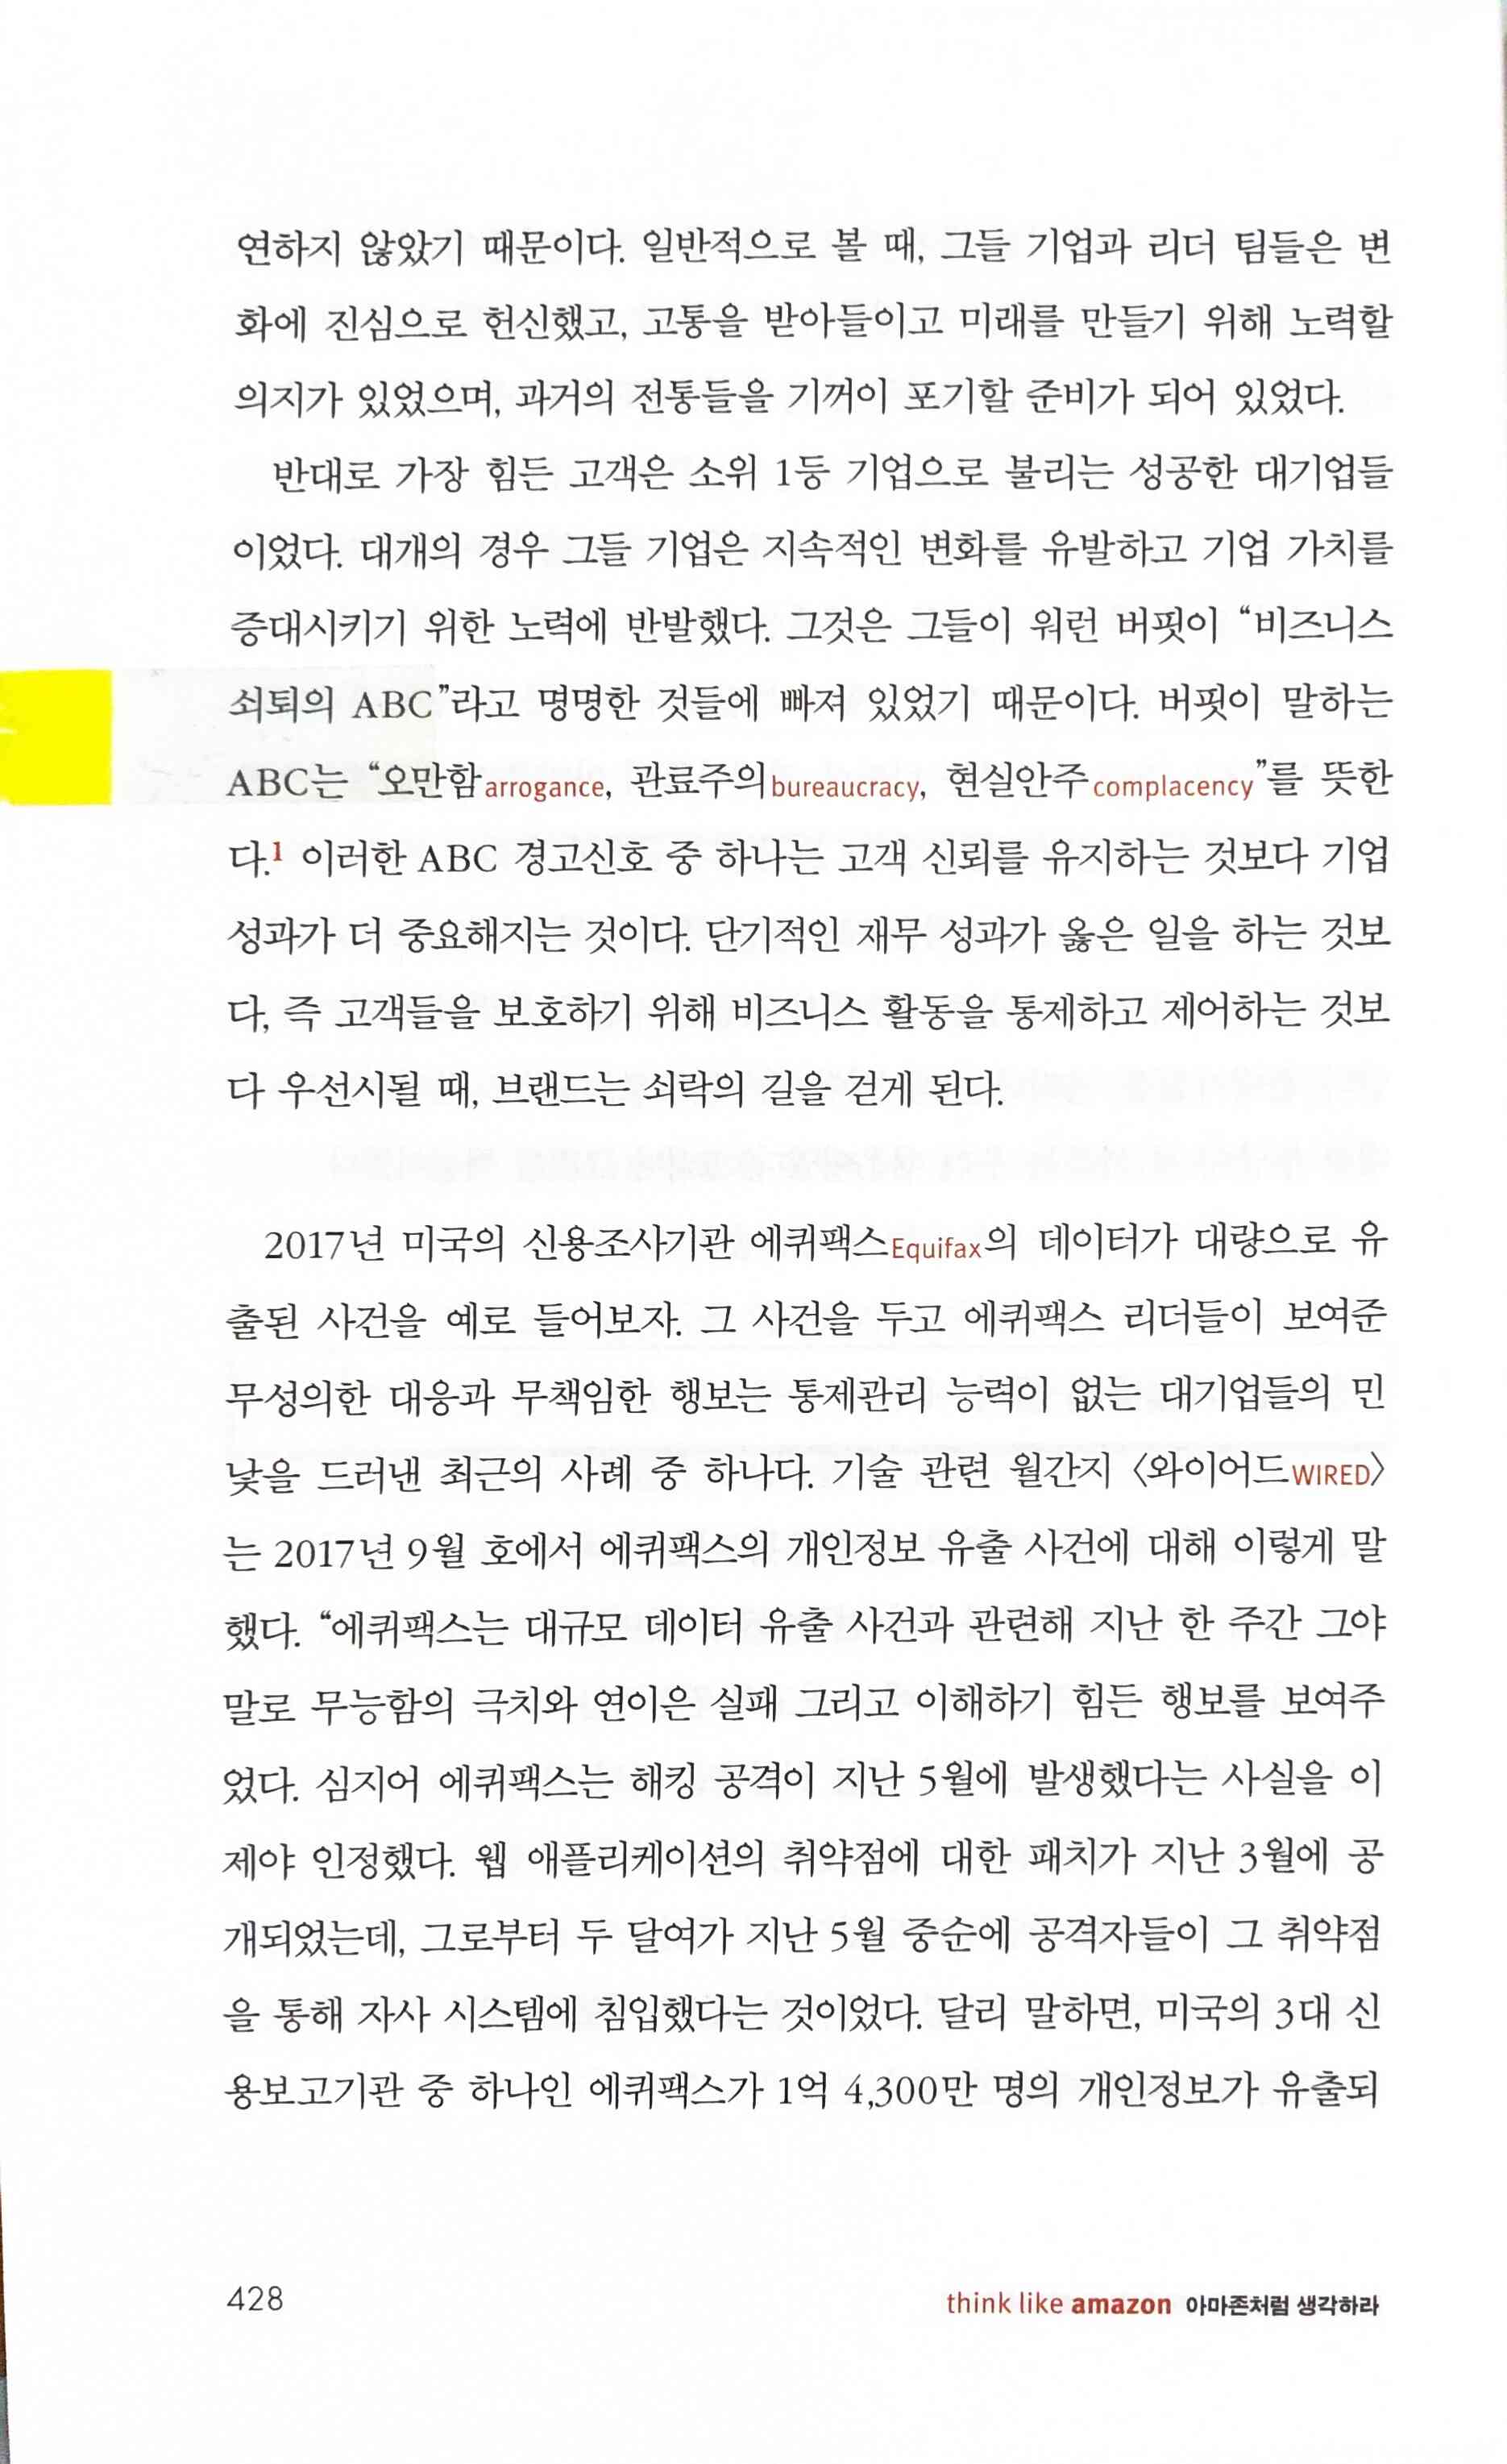 연하지 않았기 때문이다. 일반적으로 볼 때, 그들 기업과 리더 팀들은 변
화에 진심으로 헌신했고, 고통을 받아들이고 미래를 만들기 위해 노력할
의지가 있었으며, 과거의 전통들을 기꺼이 포기할 준비가 되어 있었다.
반대로 가장 힘든 고객은 소위 1등 기업으로 불리는 성공한 대기업들
이었다. 대개의 경우 그들 기업은 지속적인 변화를 유발하고 기업 가치를
증대시키기 위한 노력에 반발했다. 그것은 그들이 워런 버핏이 “비즈니스
쇠퇴의 ABC”라고 명명한 것들에 빠져 있었기 때문이다. 버핏이 말하는
ABC는 “오만함arrogance, 관료주의bureaucracy, 현실안주complacency”를 뜻한
다.1 이러한 ABC 경고신호 중 하나는 고객 신뢰를 유지하는 것보다 기업
성과가 더 중요해지는 것이다. 단기적인 재무 성과가 옳은 일을 하는 것보
다, 즉 고객들을 보호하기 위해 비즈니스 활동을 통제하고 제어하는 것보
다 우선시될 때, 브랜드는 쇠락의 길을 걷게 된다.
2017년 미국의 신용조사기관 에퀴팩스Equifax의 데이터가 대량으로 유
출된 사건을 예로 들어보자. 그 사건을 두고 에퀴팩스 리더들이 보여준
무성의한 대응과 무책임한 행보는 통제관리 능력이 없는 대기업들의 민
낯을 드러낸 최근의 사례 중 하나다. 기술 관련 월간지 〈와이어드WIRED〉
는 2017년 9월 호에서 에퀴팩스의 개인정보 유출 사건에 대해 이렇게 말
했다. “에퀴팩스는 대규모 데이터 유출 사건과 관련해 지난 한 주간 그야
말로 무능함의 극치와 연이은 실패 그리고 이해하기 힘든 행보를 보여주
었다. 심지어 에퀴팩스는 해킹 공격이 지난 5월에 발생했다는 사실을 이
제야 인정했다. 웹 애플리케이션의 취약점에 대한 패치가 지난 3월에 공
개되었는데, 그로부터 두 달여가 지난 5월 중순에 공격자들이 그 취약점
을 통해 자사 시스템에 침입했다는 것이었다. 달리 말하면, 미국의 3대 신
용보고기관 중 하나인 에퀴팩스가 1억 4,300만 명의 개인정보가 유출되
428
think like amazon 아마존처럼 생각하라